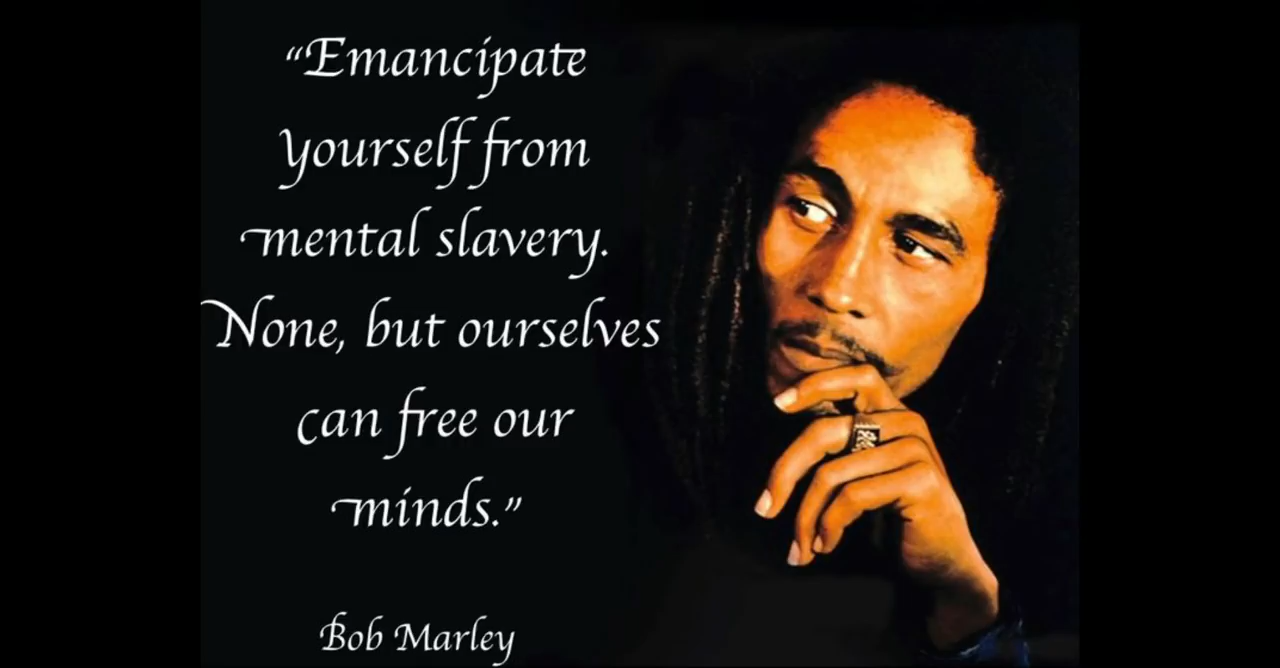 “Emancipate
yourself from
mental slavery.
None, but ourselves
can free our
minds.”
Bob Marley